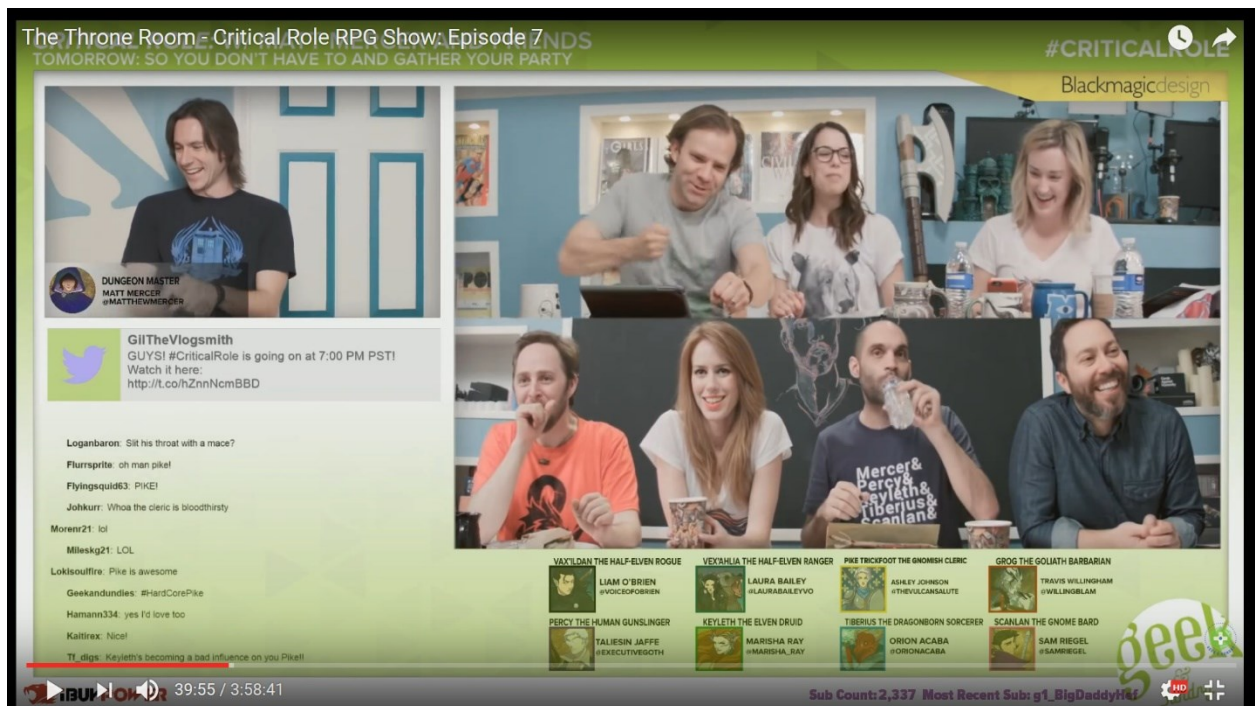 The Throne Room - Critical Role RPG Show: Episode 7
TOMORROW: SO YOU DON'T HAVE TO AND GATHER YOUR PARTY
#CRITICALROLE
Blackmagicdesign
DUNGEON MASTER
MATT MERCER
@MATTHEWMERCER
GilTheVlogsmith
GUYS! #CriticalRole is going on at 7:00 PM PST!
Watch it here:
http://t.co/hZnnNcmBBD
Loganbaron: Slit his throat with a mace?
Flurrsprite: oh man pike!
Flyingsquid63: PIKE!
Johkurr: Whoa the cleric is bloodthirsty
Morenr21: lol
Mileskg21: LOL
Lokisoulfire: Pike is awesome
Geekandundies: #HardCorePike
Hamann334: yes I'd love too
Kaitirex: Nice!
Tf_digs: Keyleth's becoming a bad influence on you Pike!!
GIRLS
CIVIL
Mercer&
Percy&
Keyleth&
Tiberius&
Scanlan&
VAX'ILDAN THE HALF-ELVEN ROGUE
LIAM O'BRIEN
@VOICEOFOBRIEN
VEX'AHLIA THE HALF-ELVEN RANGER
LAURA BAILEY
@LAURABAILEYVO
PIKE TRICKFOOT THE GNOMISH CLERIC
ASHLEY JOHNSON
@THEVULCANSALUTE
GROG THE GOLIATH BARBARIAN
TRAVIS WILLINGHAM
@WILLINGBLAM
PERCY THE HUMAN GUNSLINGER
TALIESIN JAFFE
@EXECUTIVEGOTH
KEYLETH THE ELVEN DRUID
MARISHA RAY
@MARISHA_RAY
TIBERIUS THE DRAGONBORN SORCERER
ORION ACABA
@ORIONACABA
SCANLAN THE GNOME BARD
SAM RIEGEL
@SAMRIEGEL
geek
39:55 / 3:58:41
HD
Sub Count: 2,337 Most Recent Sub: g1_BigDaddy